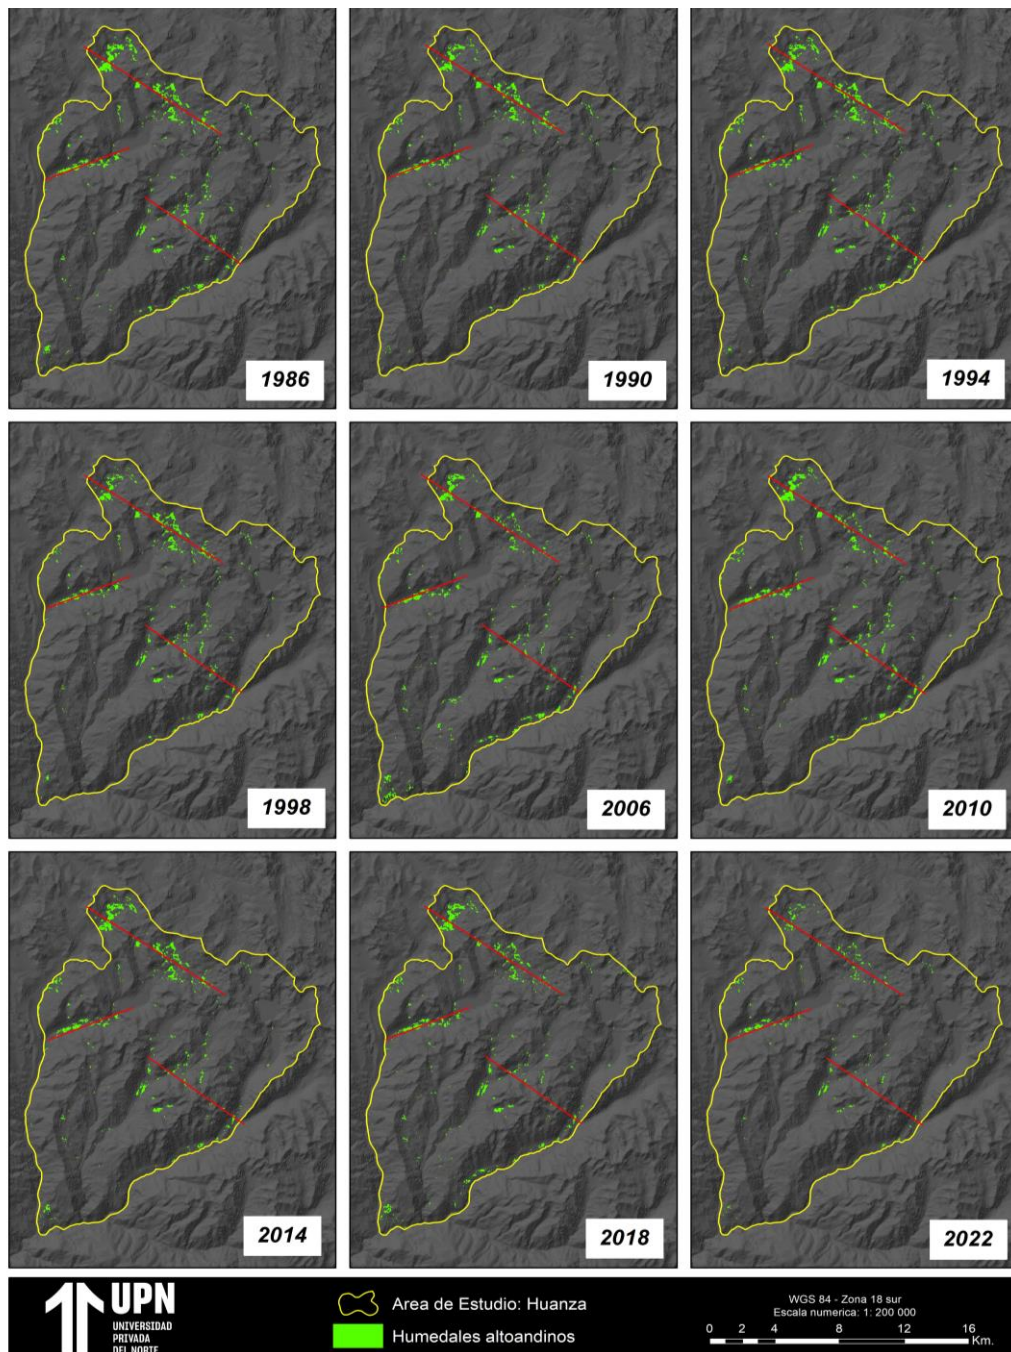 1986
1990
1994
1998
2006
2010
2014
2018
2022
UPN
UNIVERSIDAD
PRIVADA
DEL NORTE
Area de Estudio: Huanza
Humedales altoandinos
WGS 84 - Zona 18 sur
Escala numerica: 1: 200 000
0 2 4 8 12 16
Km.